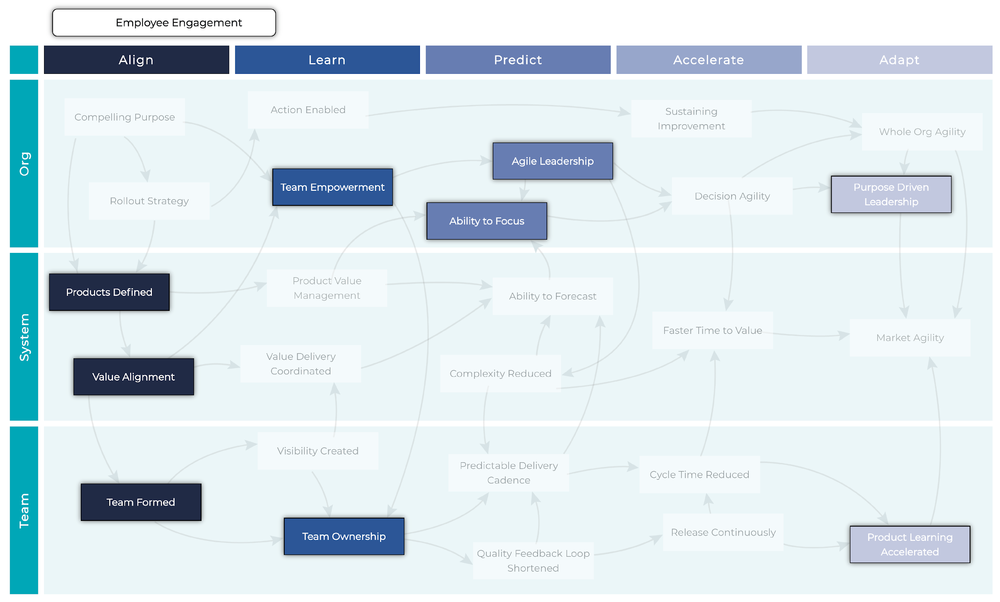 Employee Engagement
Align
Learn
Predict
Accelerate
Adapt
Org
Compelling Purpose
Action Enabled
Sustaining
Improvement
Whole Org Agility
Agile Leadership
Team Empowerment
Rollout Strategy
Decision Agility
Purpose Driven
Leadership
Ability to Focus
System
Products Defined
Product Value
Management
Ability to Forecast
Faster Time to Value
Market Agility
Value Delivery
Coordinated
Value Alignment
Complexity Reduced
Team
Visibility Created
Predictable Delivery
Cadence
Cycle Time Reduced
Team Formed
Team Ownership
Release Continuously
Product Learning
Accelerated
Quality Feedback Loop
Shortened